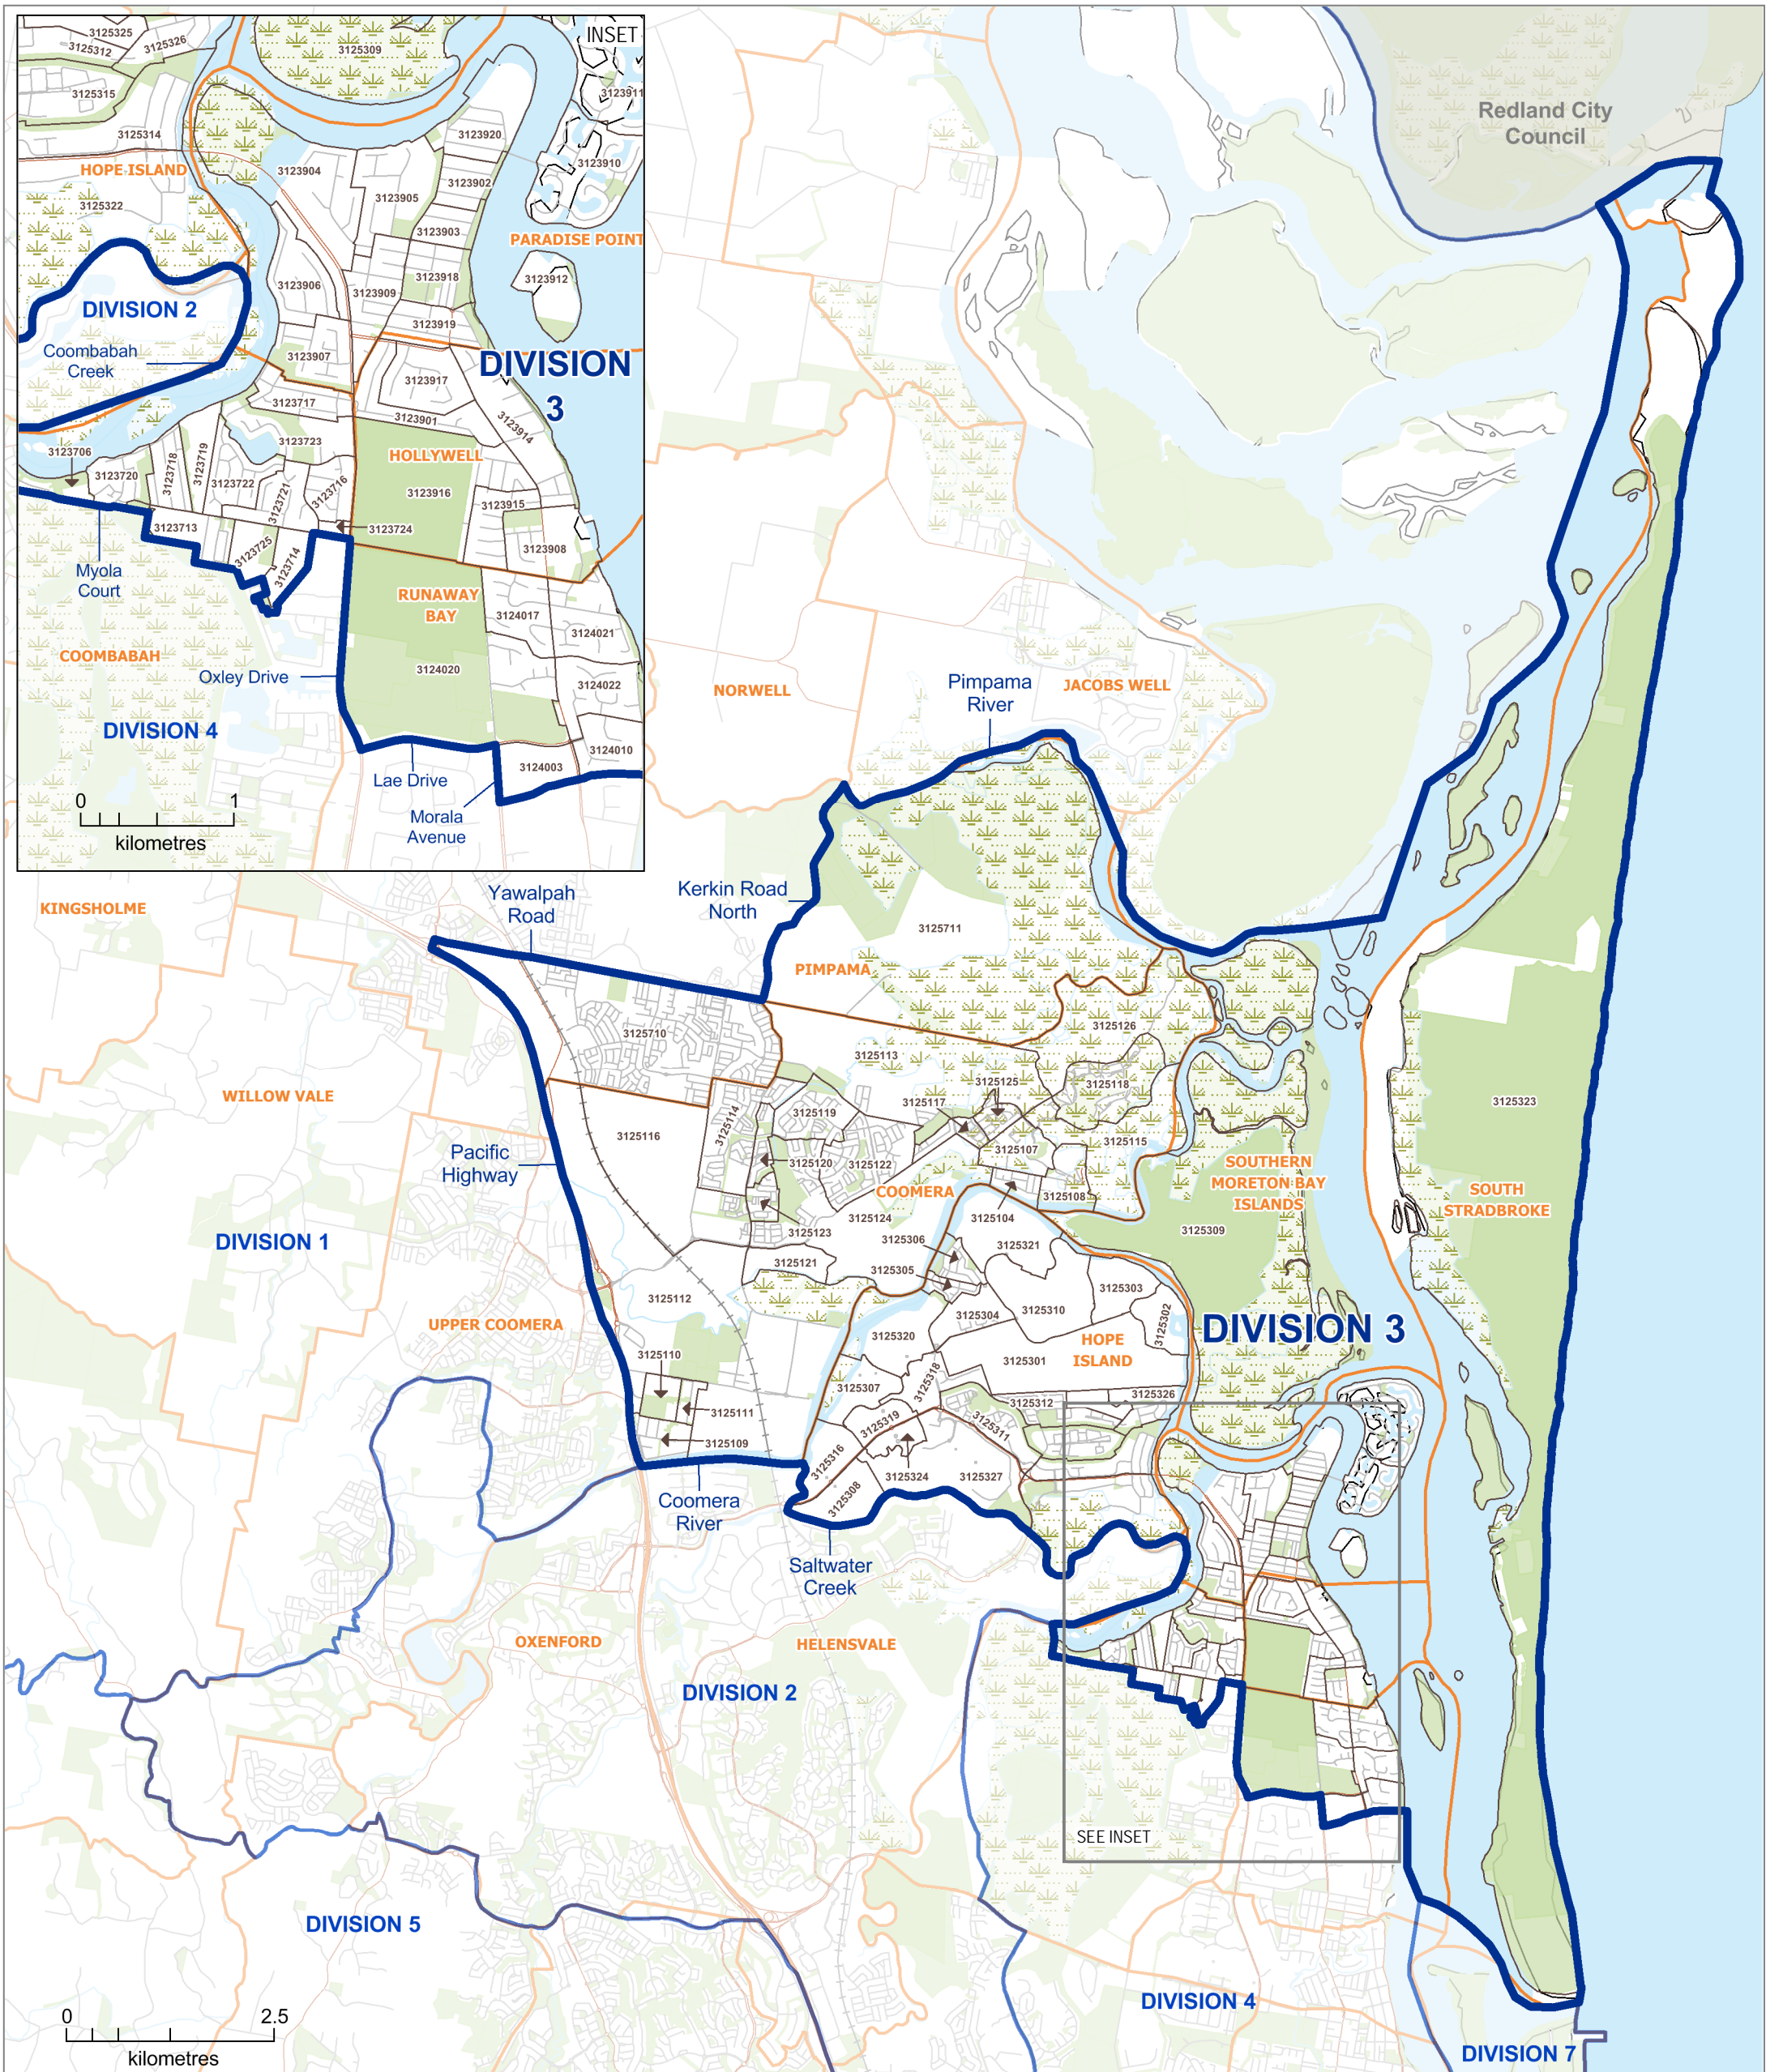 INSET
3125325
3125312
3125326
3125309
3125315
3123911
3125314
3123920
3123910
HOPE ISLAND
3123904
3125322
3123905
3123902
3123903
PARADISE POINT
3123906
3123909
3123918
3123912
DIVISION 2
3123919
Coombabah
Creek
3123907
DIVISION
3
3123917
3123717
3123901
3123914
3123706
3123723
HOLLYWELL
3123720
3123718
3123719
3123722
3123721
3123716
3123916
3123915
3123713
3123724
3123725
3123714
3123908
Myola
Court
RUNAWAY
BAY
3124017
3124021
COOMBABAH
Oxley Drive
3124020
3124022
DIVISION 4
3124010
3124003
Lae Drive
Morala
Avenue
0
1
kilometres
Redland City
Council
NORWELL
Pimpama
River
JACOBS WELL
KINGSHOLME
Yawalpah
Road
Kerkin Road
North
3125711
PIMPAMA
3125710
3125126
3125113
WILLOW VALE
3125125
3125118
3125117
3125119
3125114
3125323
3125116
3125115
3125107
Pacific
Highway
3125120
3125122
SOUTHERN
MORETON BAY
ISLANDS
COOMERA
3125108
SOUTH
STRADBROKE
3125124
3125104
3125123
3125309
DIVISION 1
3125306
3125321
3125121
3125305
3125303
3125112
3125310
3125304
3125302
UPPER COOMERA
3125320
HOPE
ISLAND
DIVISION 3
3125110
3125301
3125307
3125318
3125326
3125312
3125111
3125319
3125311
3125109
3125316
3125324
3125327
3125308
Coomera
River
Saltwater
Creek
OXENFORD
HELENSVALE
DIVISION 2
SEE INSET
DIVISION 5
DIVISION 4
0
2.5
kilometres
DIVISION 7